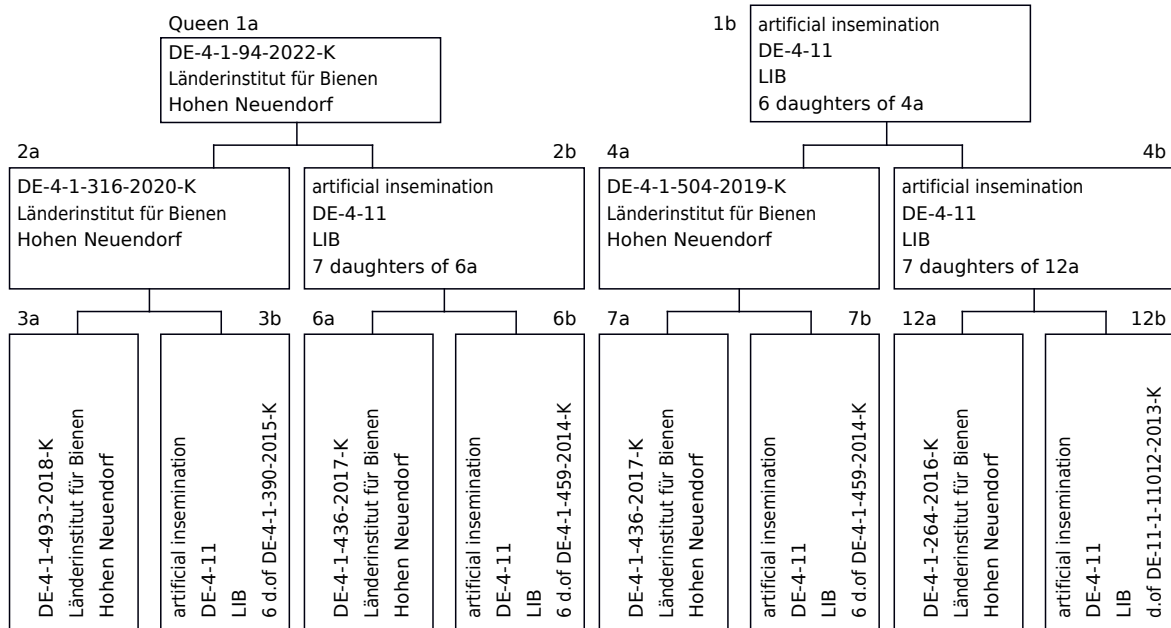 Queen 1a
DE-4-1-94-2022-K
Länderinstitut für Bienen
Hohen Neuendorf
1b
artificial insemination
DE-4-11
LIB
6 daughters of 4a
2a
DE-4-1-316-2020-K
Länderinstitut für Bienen
Hohen Neuendorf
2b
artificial insemination
DE-4-11
LIB
7 daughters of 6a
4a
DE-4-1-504-2019-K
Länderinstitut für Bienen
Hohen Neuendorf
4b
artificial insemination
DE-4-11
LIB
7 daughters of 12a
3a
DE-4-1-493-2018-K
Länderinstitut für Bienen
Hohen Neuendorf
3b
artificial insemination
DE-4-11
LIB
6 d.of DE-4-1-390-2015-K
6a
DE-4-1-436-2017-K
Länderinstitut für Bienen
Hohen Neuendorf
6b
artificial insemination
DE-4-11
LIB
6 d.of DE-4-1-459-2014-K
7a
DE-4-1-436-2017-K
Länderinstitut für Bienen
Hohen Neuendorf
7b
artificial insemination
DE-4-11
LIB
6 d.of DE-4-1-459-2014-K
12a
DE-4-1-264-2016-K
Länderinstitut für Bienen
Hohen Neuendorf
12b
artificial insemination
DE-4-11
LIB
d.of DE-11-1-11012-2013-K